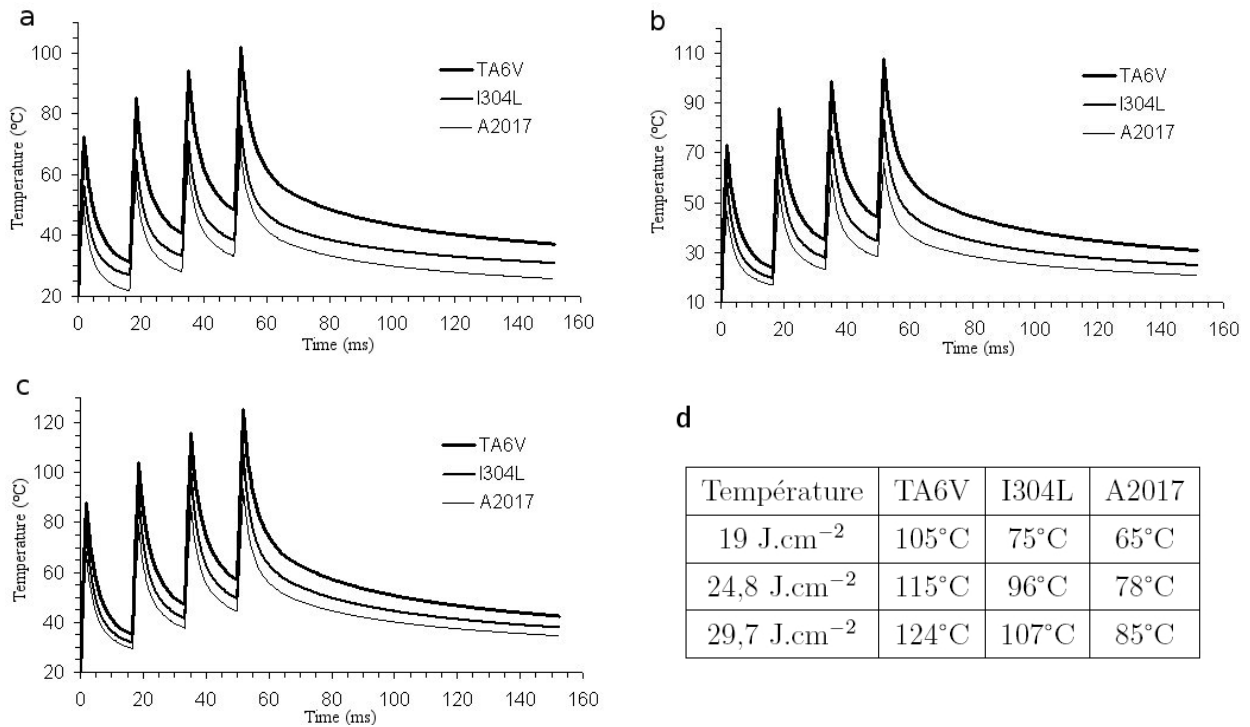 a
100
80
60
40
20
Temperature (°C)
TA6V
I304L
A2017
0 20 40 60 80 100 120 140 160
Time (ms)
b
110
90
70
50
30
10
Temperature (°C)
TA6V
I304L
A2017
0 20 40 60 80 100 120 140 160
Time (ms)
c
120
100
80
60
40
20
Temperature (°C)
TA6V
I304L
A2017
0 20 40 60 80 100 120 140 160
Time (ms)
d
Température TA6V I304L A2017
19 J.cm⁻² 105°C 75°C 65°C
24,8 J.cm⁻² 115°C 96°C 78°C
29,7 J.cm⁻² 124°C 107°C 85°C